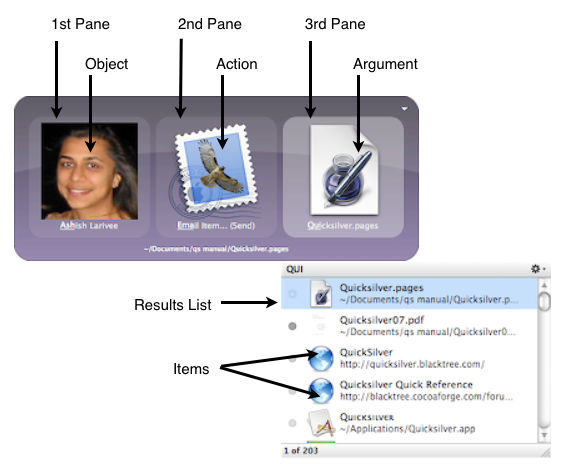 1st Pane
2nd Pane
3rd Pane
Object
Action
Argument
Ashish Larivee
Email Item... (Send)
Quicksilver.pages
~/Documents/qs manual/Quicksilver.pages
QUI
Results List
Quicksilver.pages
~/Documents/qs manual/Quicksilver.p...
Quicksilver07.pdf
~/Documents/qs manual/Quicksilver0...
Items
QuickSilver
http://quicksilver.blacktree.com/
Quicksilver Quick Reference
http://blacktree.cocoaforge.com/foru...
Quicksilver
~/Applications/Quicksilver.app
1 of 203